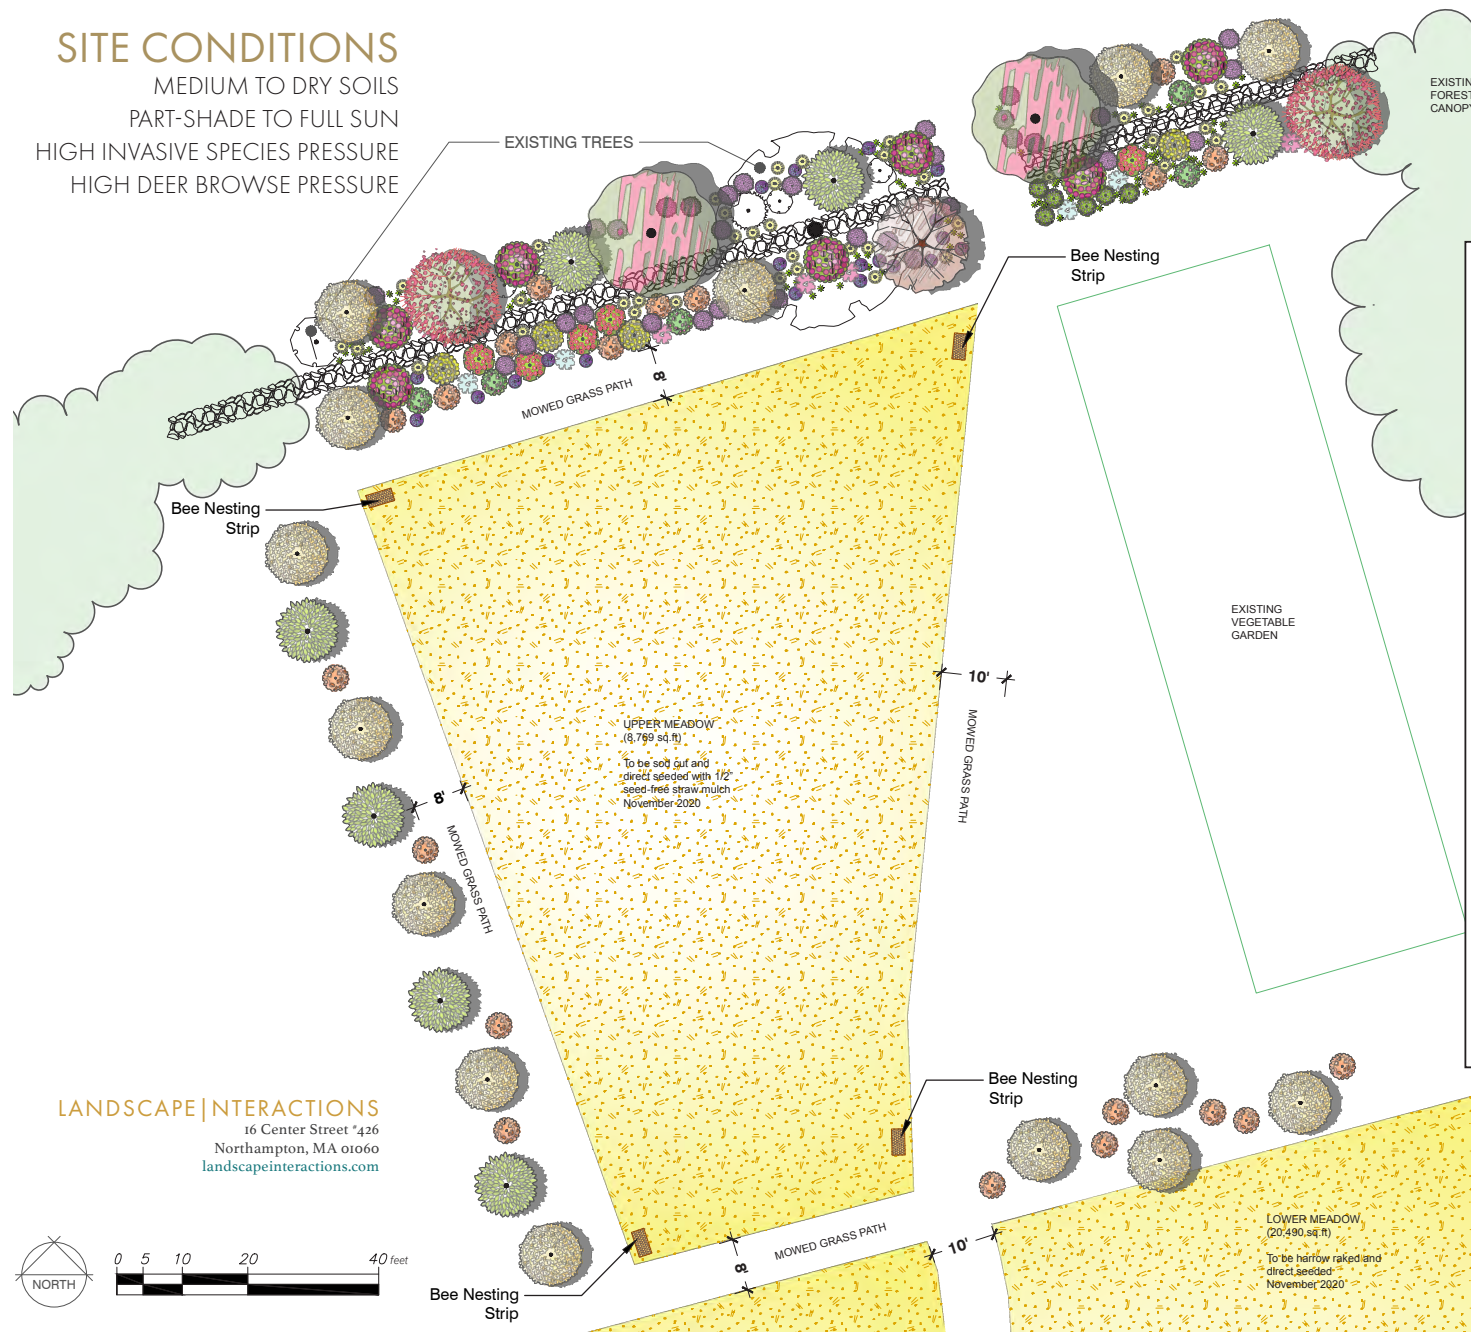 SITE CONDITIONS
MEDIUM TO DRY SOILS
PART-SHADE TO FULL SUN
HIGH INVASIVE SPECIES PRESSURE
HIGH DEER BROWSE PRESSURE
EXISTING TREES
FOREST
CANOPY
Bee Nesting
Strip
8'
MOWED GRASS PATH
Bee Nesting
Strip
EXISTING
VEGETABLE
GARDEN
10'
MOWED GRASS PATH
UPPER MEADOW
(8,769 sq.ft)
To be sod cut and
direct seeded with 1/2"
seed-free straw mulch
November 2020
8'
MOWED GRASS PATH
Bee Nesting
Strip
LANDSCAPE|NTERACTIONS
16 Center Street #426
Northampton, MA 01060
landscapeinteractions.com
LOWER MEADOW
(20,490 sq.ft)
To be harrow raked and
direct seeded
November 2020
MOWED GRASS PATH
10'
8'
NORTH
0 5 10 20 40 feet
Bee Nesting
Strip